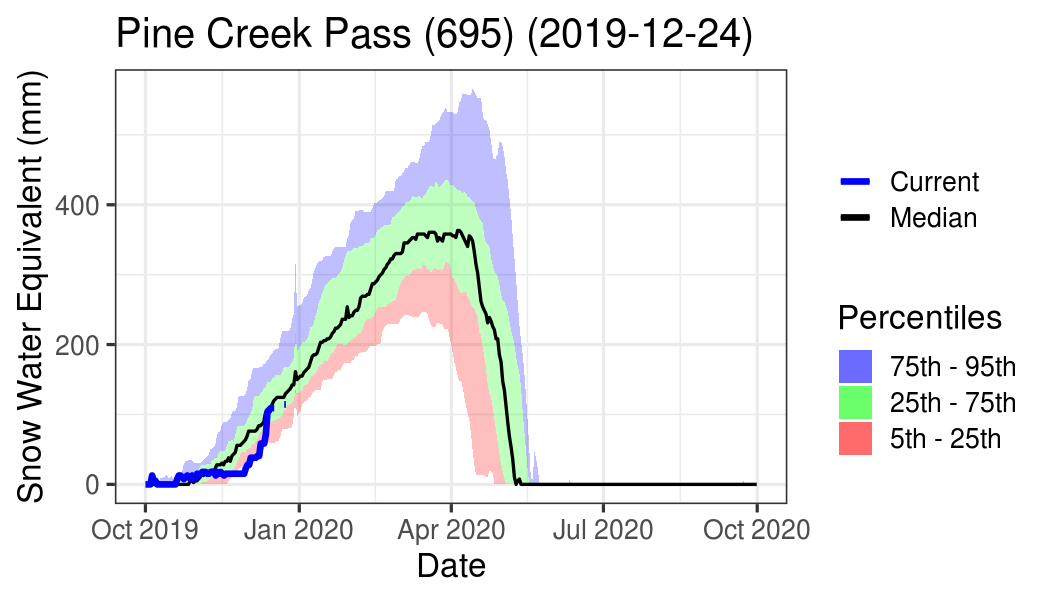 Pine Creek Pass (695) (2019-12-24)
Snow Water Equivalent (mm)
400
200
0
Oct 2019
Jan 2020
Apr 2020
Jul 2020
Oct 2020
Date
Current
Median
Percentiles
75th - 95th
25th - 75th
5th - 25th